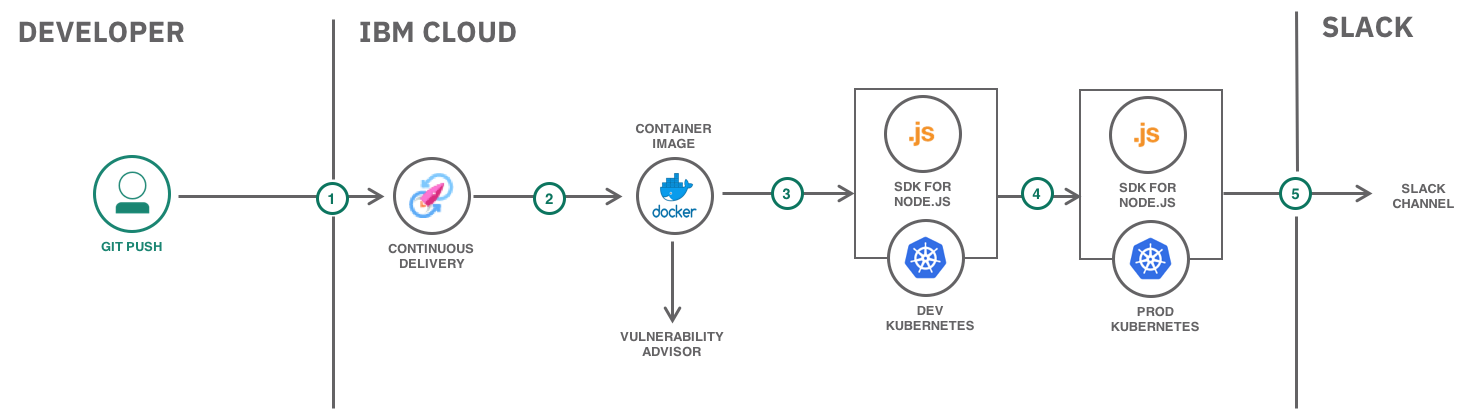 DEVELOPER
IBM CLOUD
SLACK
GIT PUSH
1
CONTINUOUS
DELIVERY
2
CONTAINER
IMAGE
docker
VULNERABILITY
ADVISOR
3
.js
SDK FOR
NODE.JS
DEV
KUBERNETES
4
.js
SDK FOR
NODE.JS
PROD
KUBERNETES
5
SLACK
CHANNEL